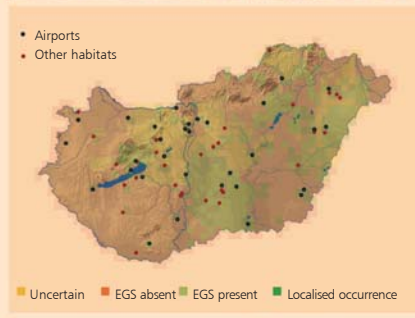 Airports
Other habitats
Uncertain EGS absent EGS present Localised occurrence